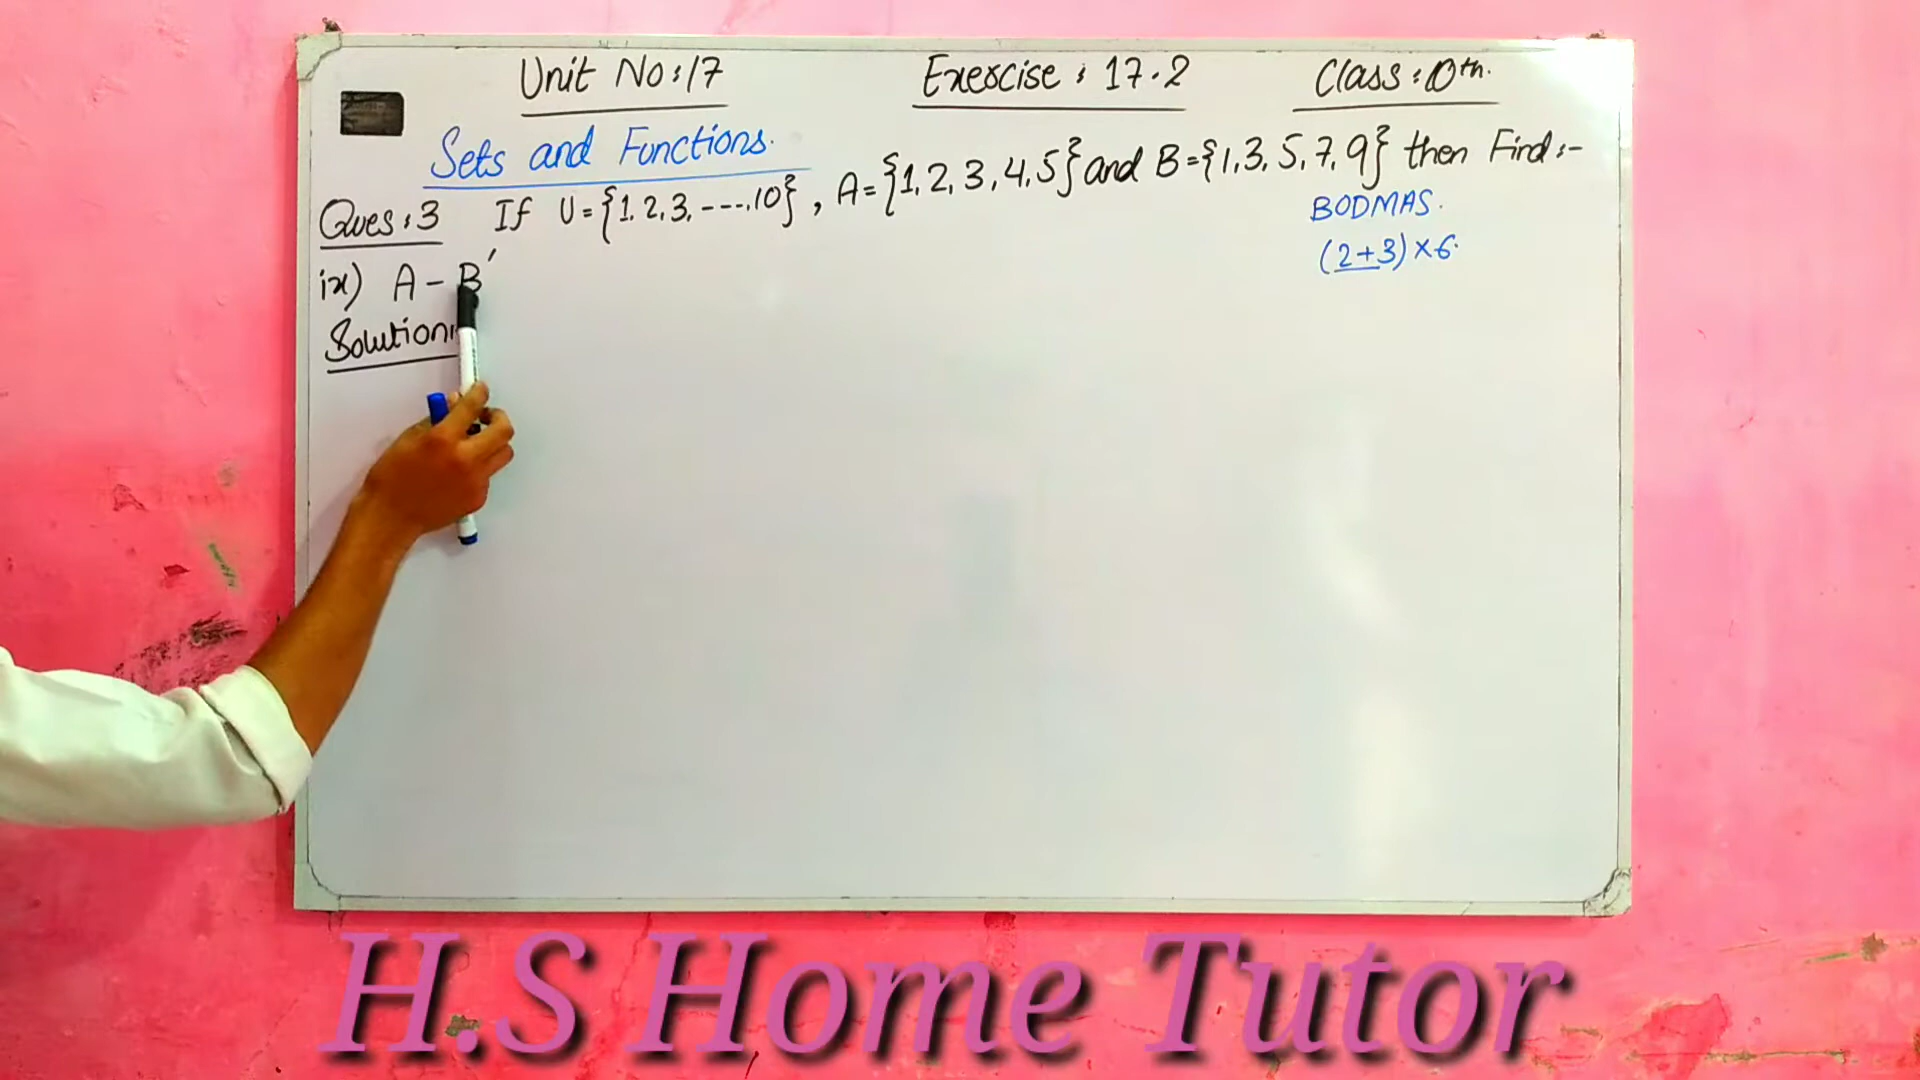 Unit No:17 Exercise: 17.2 Class:10th.
Sets and Functions.
Ques:3 If U={1,2,3,----,10}, A={1,2,3,4,5} and B={1,3,5,7,9} then Find:-
BODMAS.
(2+3)×6.
ix) A - B'
Solution:
H.S Home Tutor